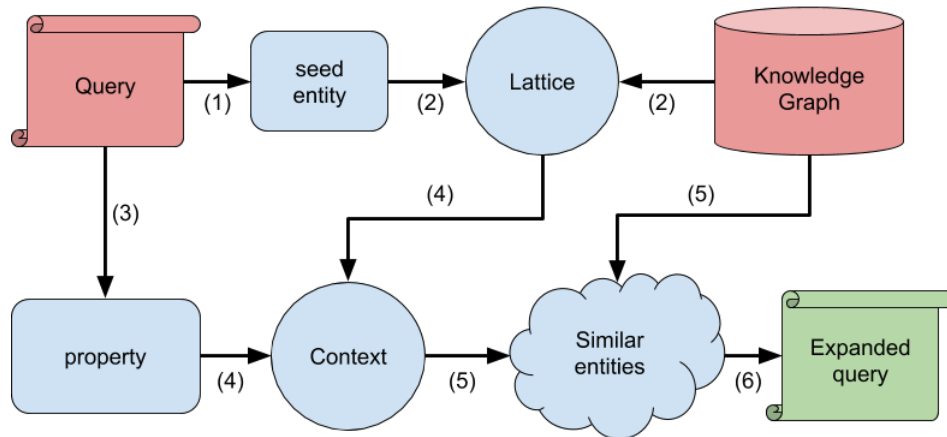 Query
(1)
seed
entity
(2)
Lattice
(2)
Knowledge
Graph
(3)
(4)
(5)
property
(4)
Context
(5)
Similar
entities
(6)
Expanded
query